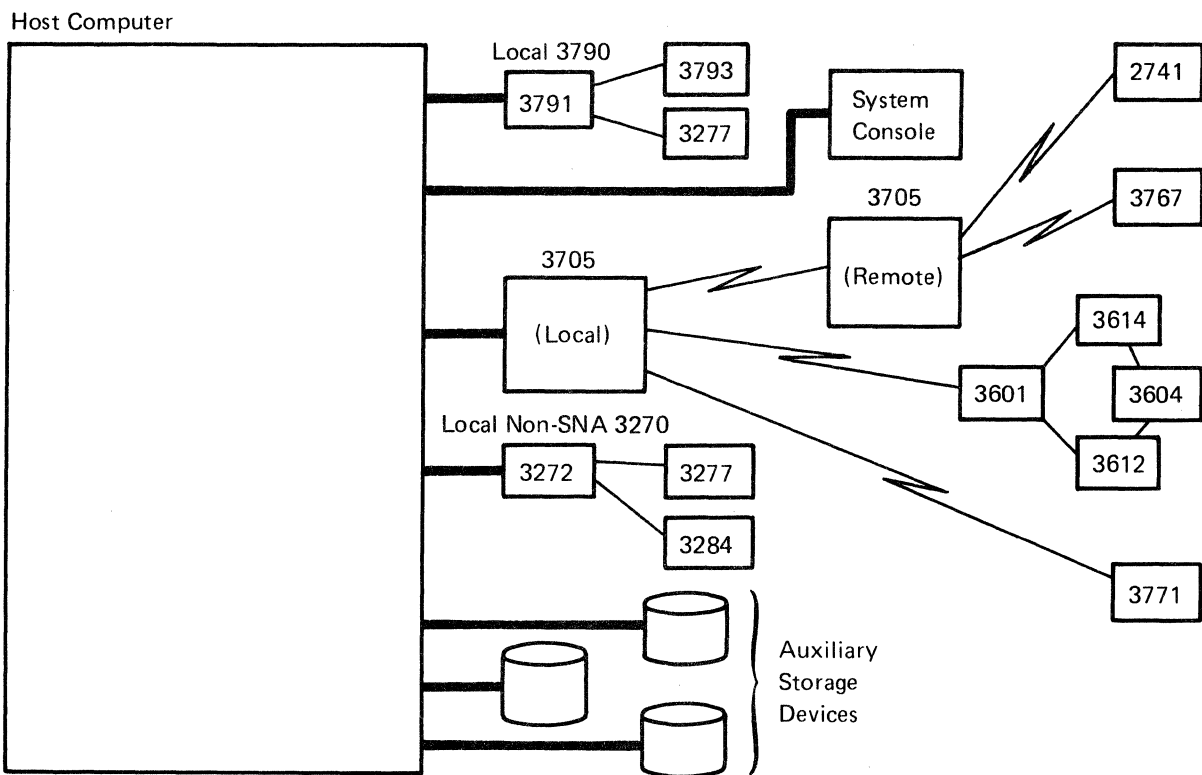 Host Computer
Local 3790
3791
3793
3277
System
Console
2741
3767
3705
(Remote)
3705
(Local)
3614
3601
3604
3612
Local Non-SNA 3270
3272
3277
3284
3771
Auxiliary
Storage
Devices